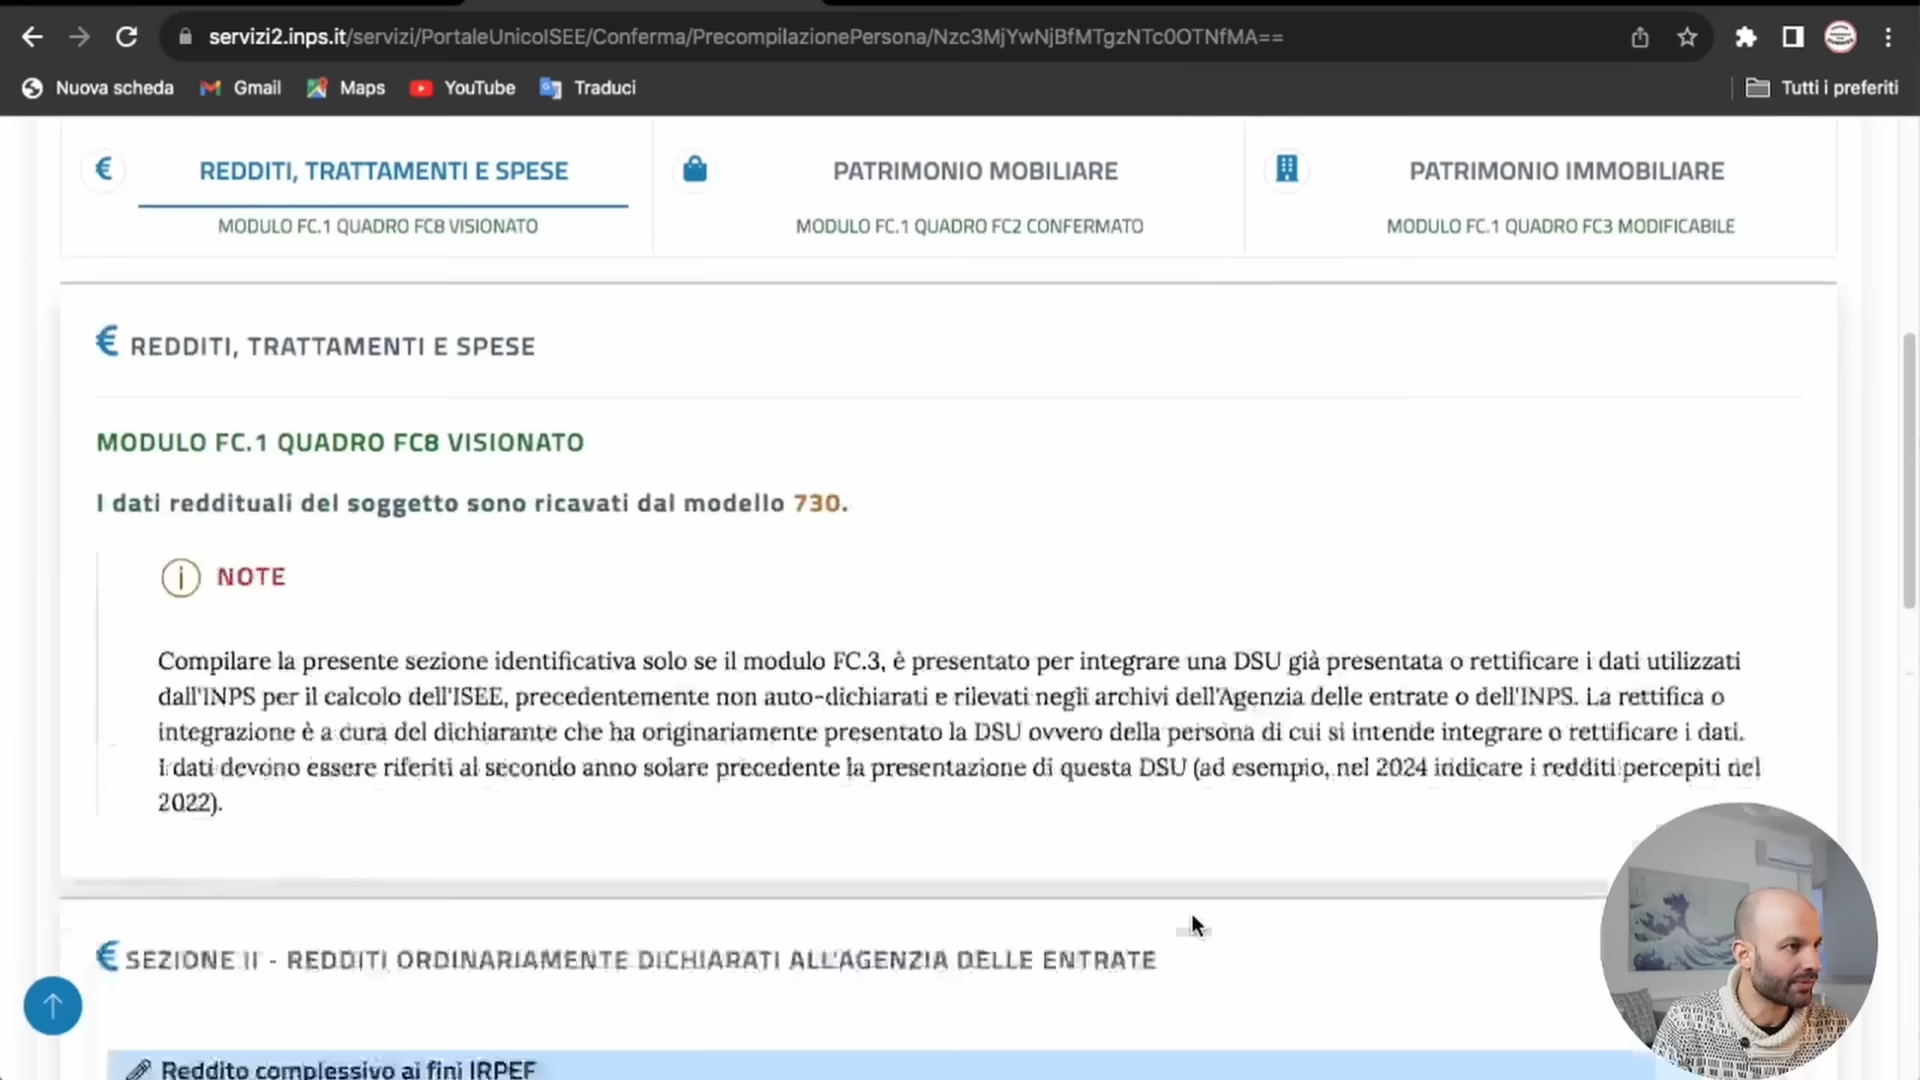 servizi2.inps.it/servizi/PortaleUnicoISEE/Conferma/PrecompilazionePersona/Nzc3MjYwNjBfMTgzNTc0OTNfMA==
Nuova scheda Gmail Maps YouTube Traduci Tutti i preferiti
€ REDDITI, TRATTAMENTI E SPESE
MODULO FC.1 QUADRO FC8 VISIONATO
PATRIMONIO MOBILIARE
MODULO FC.1 QUADRO FC2 CONFERMATO
PATRIMONIO IMMOBILIARE
MODULO FC.1 QUADRO FC3 MODIFICABILE
€ REDDITI, TRATTAMENTI E SPESE
MODULO FC.1 QUADRO FC8 VISIONATO
I dati reddituali del soggetto sono ricavati dal modello 730.
NOTE
Compilare la presente sezione identificativa solo se il modulo FC.3, è presentato per integrare una DSU già presentata o rettificare i dati utilizzati
dall'INPS per il calcolo dell'ISEE, precedentemente non auto-dichiarati e rilevati negli archivi dell'Agenzia delle entrate o dell'INPS. La rettifica o
integrazione è a cura del dichiarante che ha originariamente presentato la DSU ovvero della persona di cui si intende integrare o rettificare i dati.
I dati devono essere riferiti al secondo anno solare precedente la presentazione di questa DSU (ad esempio, nel 2024 indicare i redditi percepiti nel
2022).
€ SEZIONE II - REDDITI ORDINARIAMENTE DICHIARATI ALL'AGENZIA DELLE ENTRATE
Reddito complessivo ai fini IRPEF